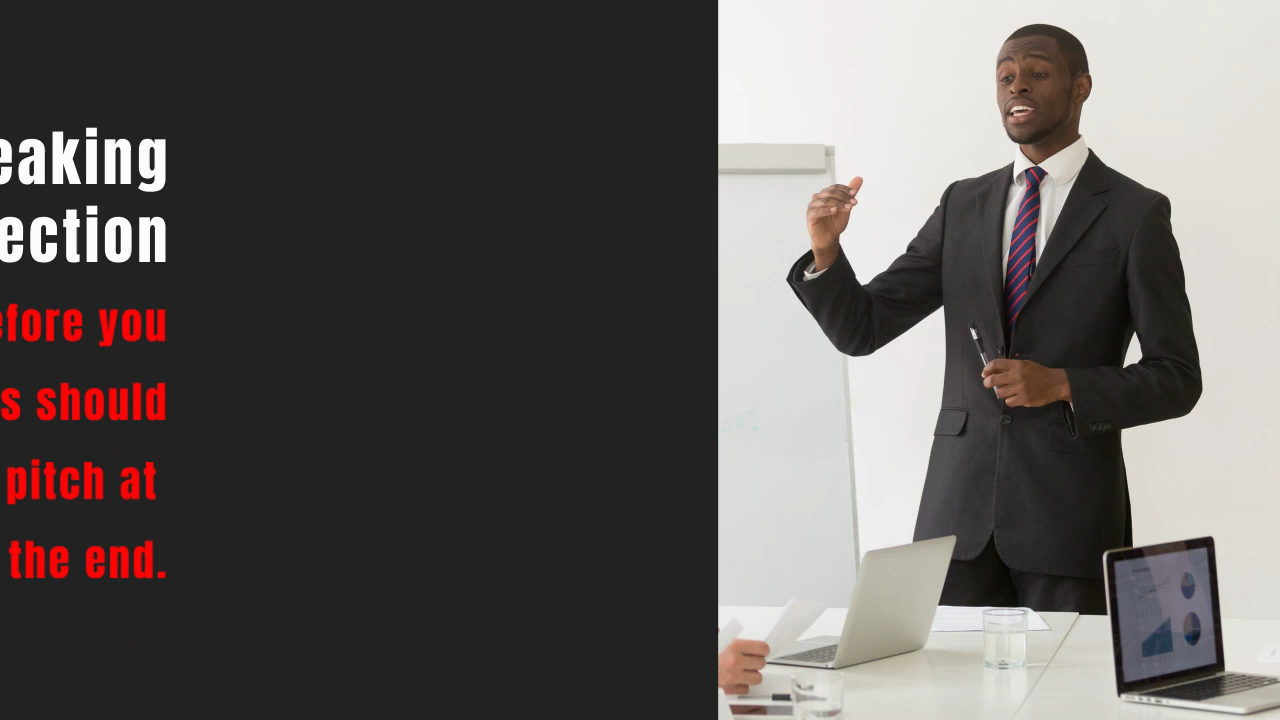 eaking
ection
efore you
s should
pitch at
the end.